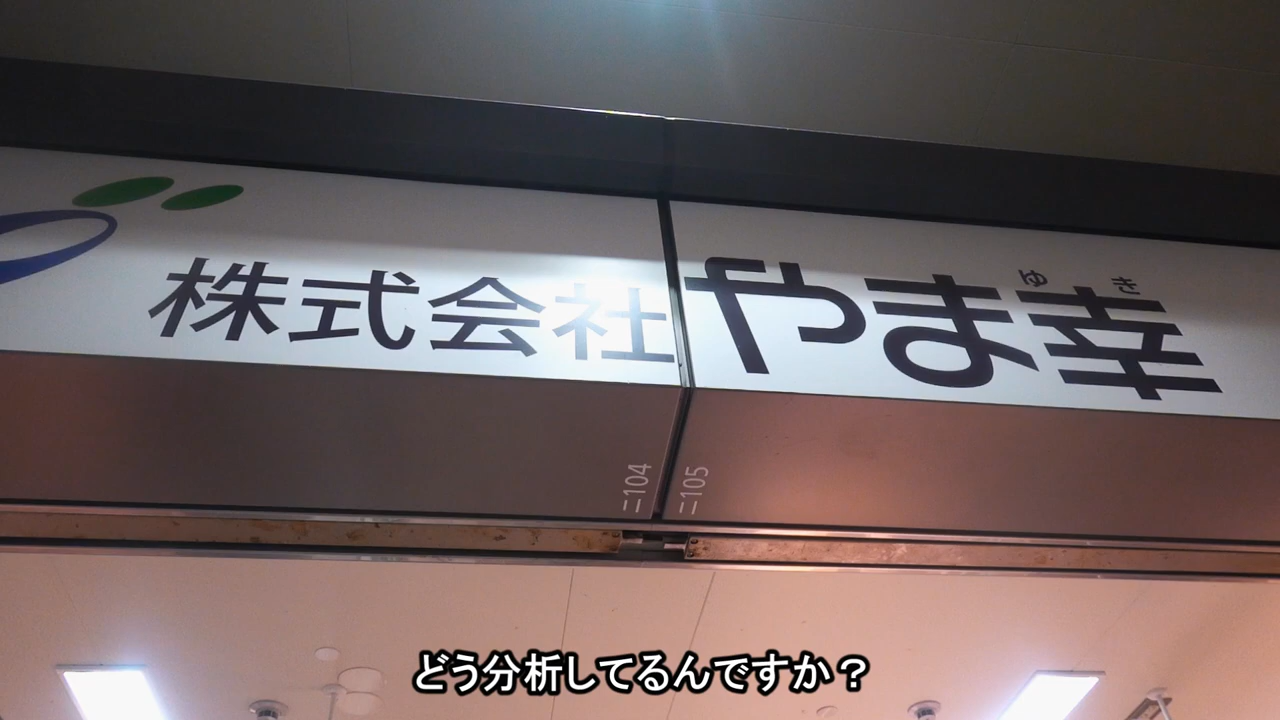 株式会社 やま幸
ゆき
ニ104
ニ105
どう分析してるんですか？